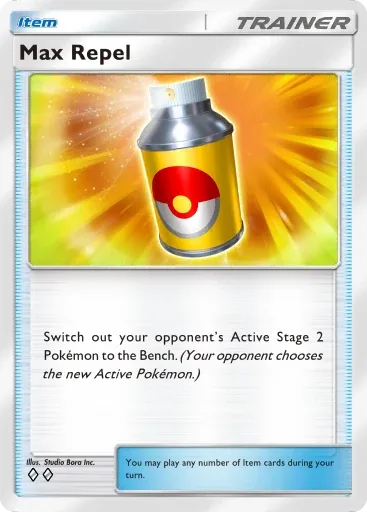 Item
TRAINER
Max Repel
Switch out your opponent's Active Stage 2
Pokémon to the Bench. (Your opponent chooses
the new Active Pokémon.)
Illus. Studio Bora Inc.
You may play any number of Item cards during your
turn.